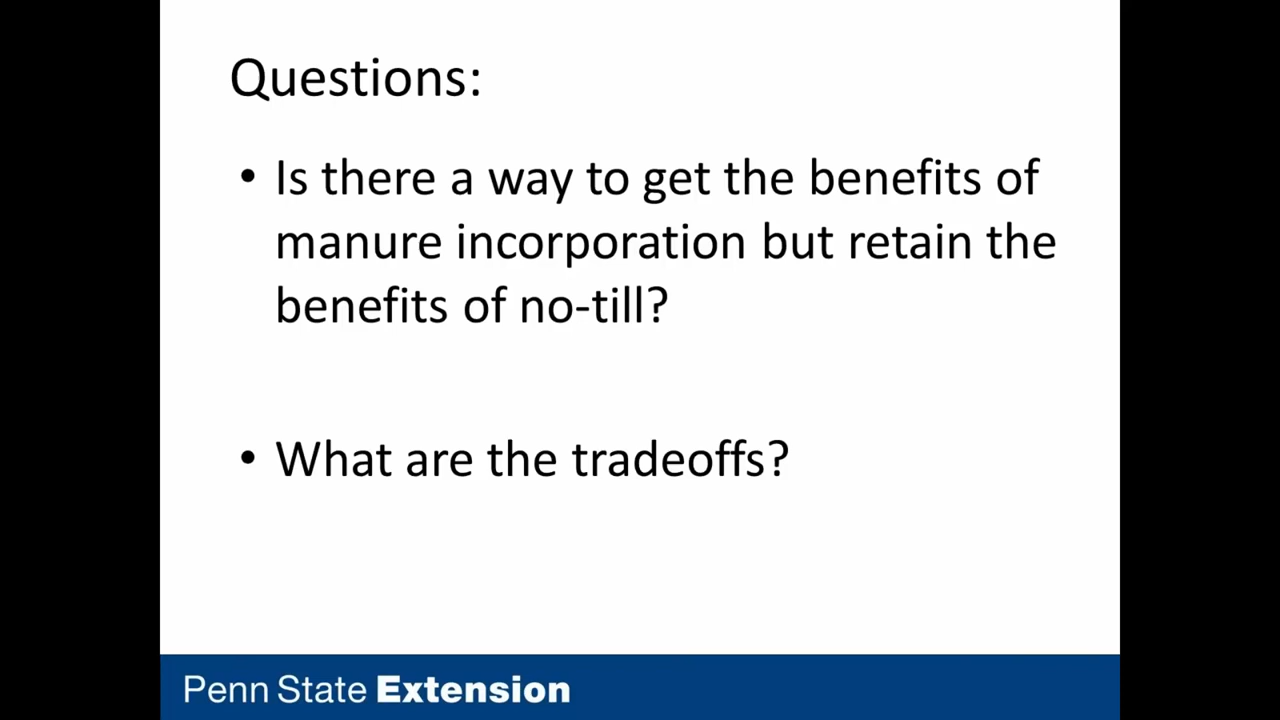 Questions:
• Is there a way to get the benefits of
manure incorporation but retain the
benefits of no-till?
• What are the tradeoffs?
Penn State Extension